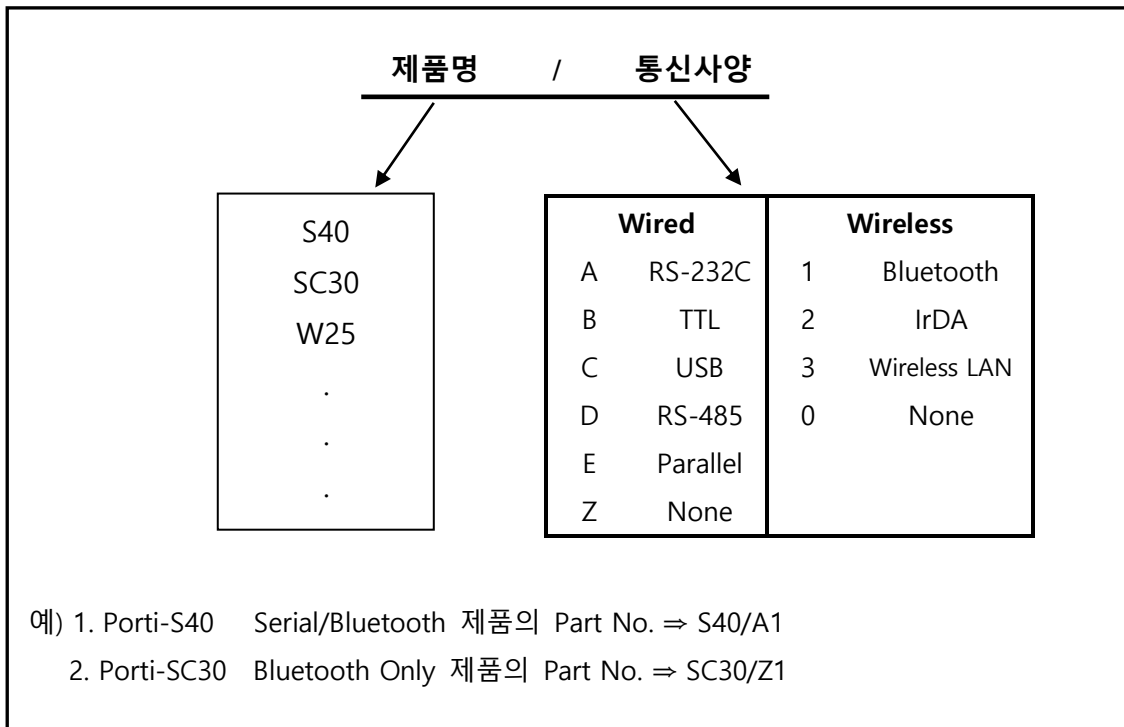 제품명 / 통신사양
S40
SC30
W25
.
.
.
Wired Wireless
A RS-232C 1 Bluetooth
B TTL 2 IrDA
C USB 3 Wireless LAN
D RS-485 0 None
E Parallel
Z None
예) 1. Porti-S40 Serial/Bluetooth 제품의 Part No. ⇒ S40/A1
2. Porti-SC30 Bluetooth Only 제품의 Part No. ⇒ SC30/Z1